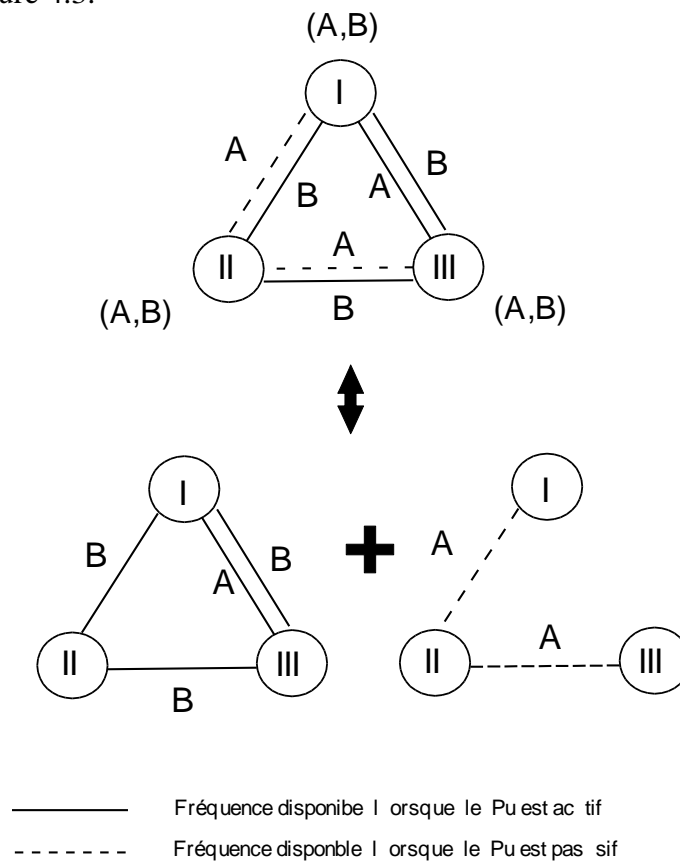 ure 4.3.
(A,B)
I
A
B
A
B
II
A
III
B
(A,B)
(A,B)
I
B
A
B
II
III
B
I
A
II
A
III
Fréquence disponibe l orsque le Pu est ac tif
Fréquence disponble l orsque le Pu est pas sif